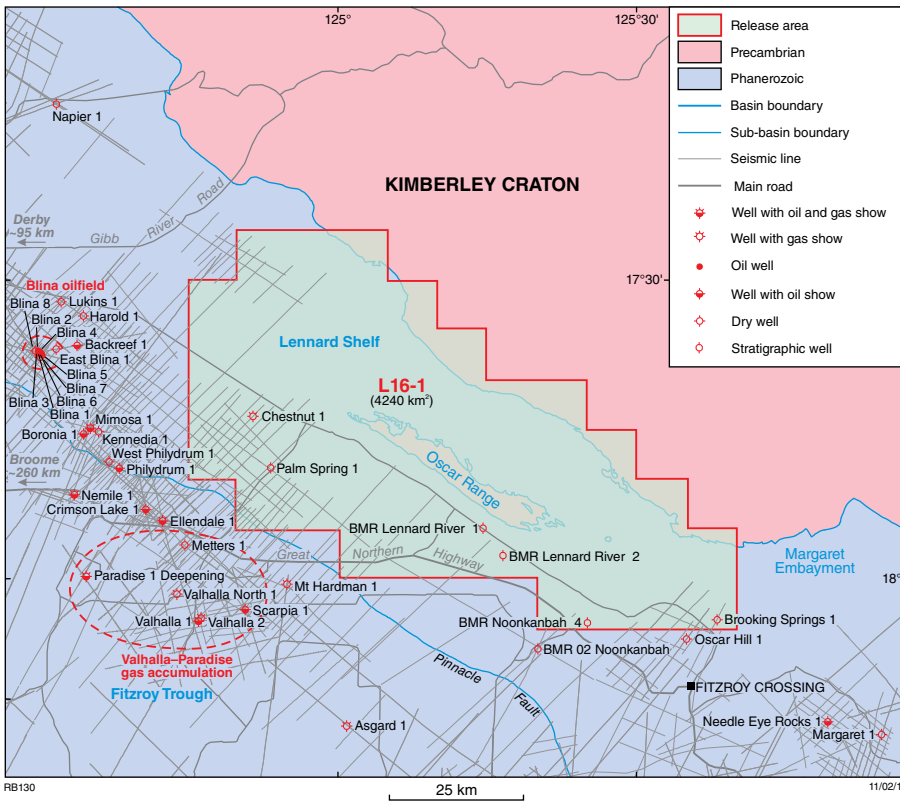 125°
125°30'
Release area
Precambrian
Phanerozoic
Basin boundary
Sub-basin boundary
Seismic line
Main road
Well with oil and gas show
Well with gas show
Oil well
Well with oil show
Dry well
Stratigraphic well
Napier 1
KIMBERLEY CRATON
Derby
~95 km
Gibb River Road
17°30'
Blina oilfield
Blina 8
Lukins 1
Blina 2
Harold 1
Blina 4
Backreef 1
East Blina 1
Blina 5
Blina 7
Blina 3
Blina 6
Blina 1
Lennard Shelf
L16-1
(4240 km²)
Mimosa 1
Chestnut 1
Boronia 1
Kennedia 1
West Philydrum 1
Broome
~260 km
Philydrum 1
Palm Spring 1
Oscar Range
Nemile 1
Crimson Lake 1
Ellendale 1
BMR Lennard River 1
Metters 1
Great Northern Highway
BMR Lennard River 2
Margaret
Embayment
Paradise 1 Deepening
Mt Hardman 1
18°
Valhalla North 1
Scarpia 1
Valhalla 1
Valhalla 2
BMR Noonkanbah 4
Brooking Springs 1
Oscar Hill 1
BMR 02 Noonkanbah
Valhalla–Paradise
gas accumulation
Fitzroy Trough
Pinnacle Fault
FITZROY CROSSING
Asgard 1
Needle Eye Rocks 1
Margaret 1
RB130
25 km